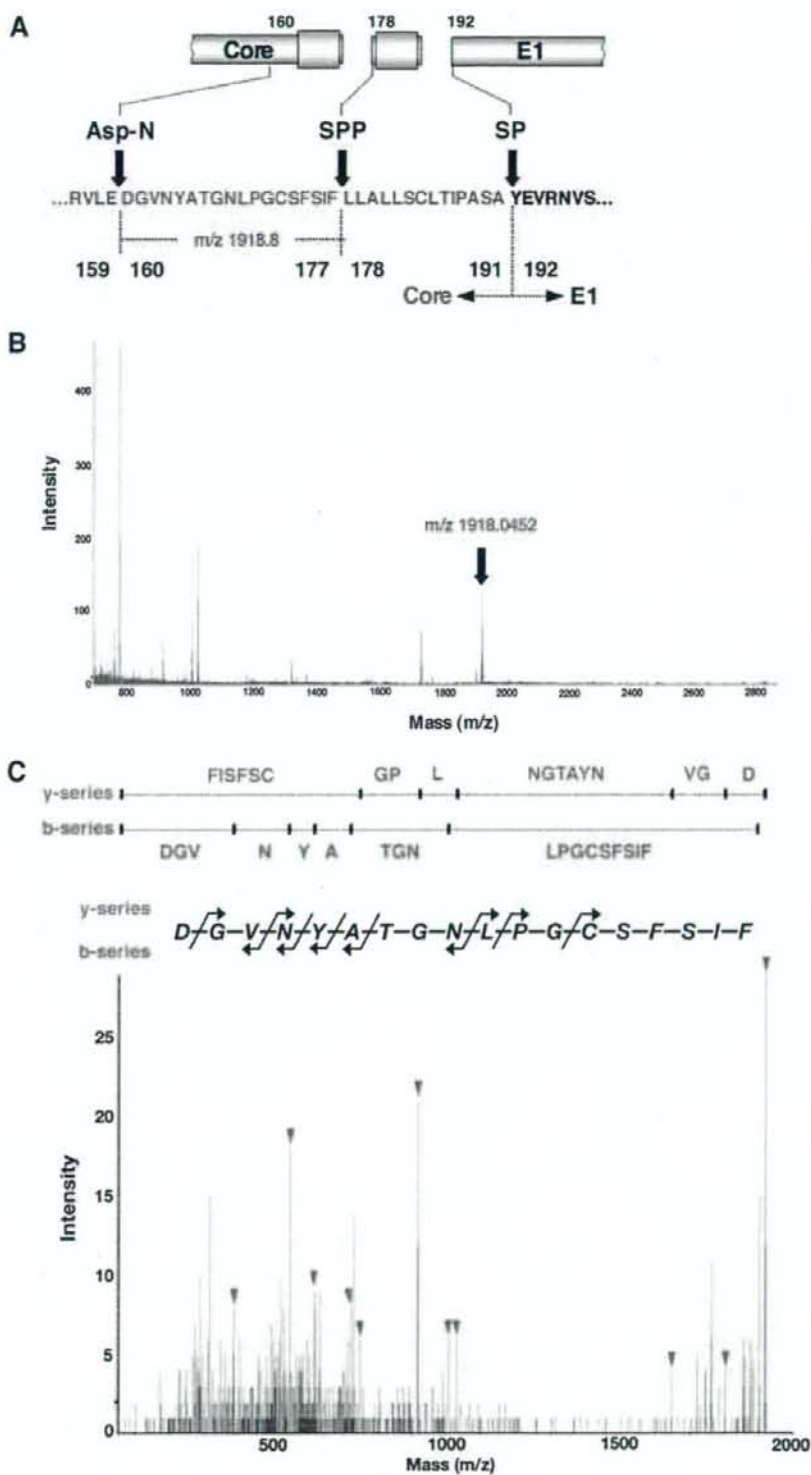 A
160 178 192
Core E1
Asp-N SPP SP
...RVLE DGVNYATGNLPGCSFSIF LLALLSCLTIPASA YEVRNVS...
m/z 1918.8
159 160 177 178 191 192
Core E1
B
Intensity
400
300
200
100
0
m/z 1918.0452
800 1000 1200 1400 1600 1800 2000 2200 2400 2600 2800
Mass (m/z)
C
FISFSC GP L NGTAYN VG D
y-series
b-series
DGV N Y A TGN LPGCSFSIF
y-series
D-G-V-N-Y-A-T-G-N-L-P-G-C-S-F-S-I-F
b-series
Intensity
25
20
15
10
5
0
500 1000 1500 2000
Mass (m/z)